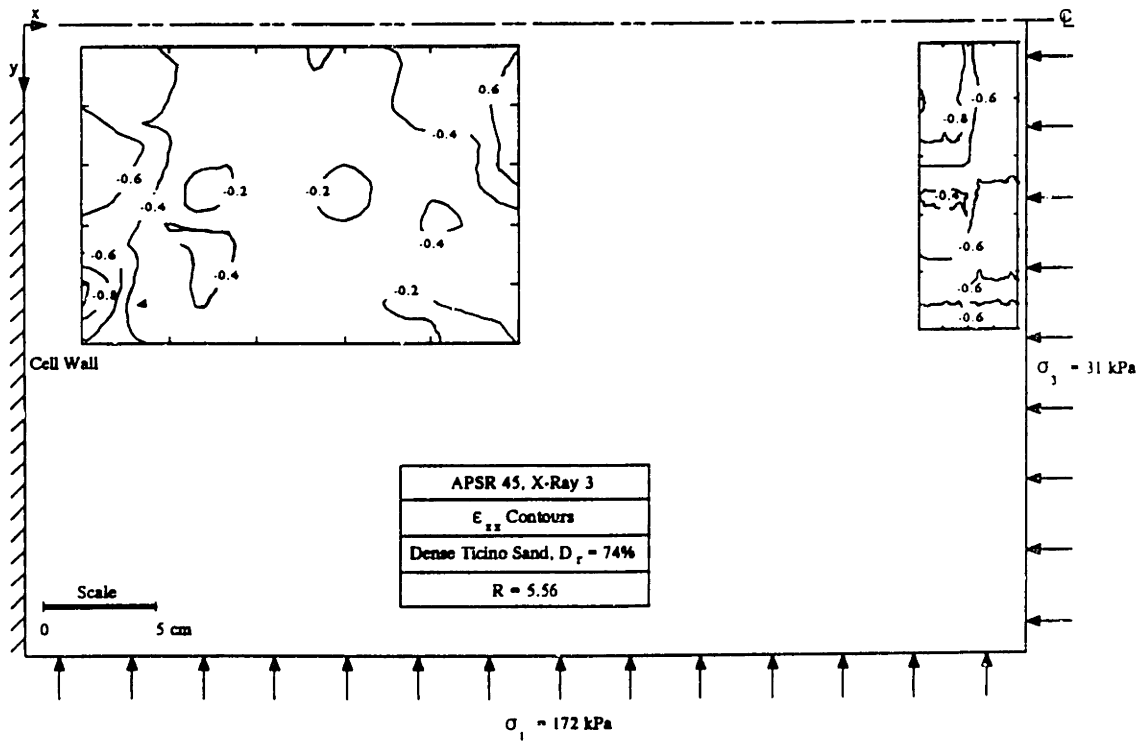 x
℄
y
0.6
-0.6
-0.8
-0.4
-0.6
-0.2
-0.2
-0.4
-0.4
-0.4
-0.6
-0.6
-0.4
-0.8
-0.2
-0.6
-0.6
Cell Wall
σ3 = 31 kPa
APSR 45, X-Ray 3
εxx Contours
Dense Ticino Sand, Dr = 74%
R = 5.56
Scale
0 5 cm
σ1 = 172 kPa